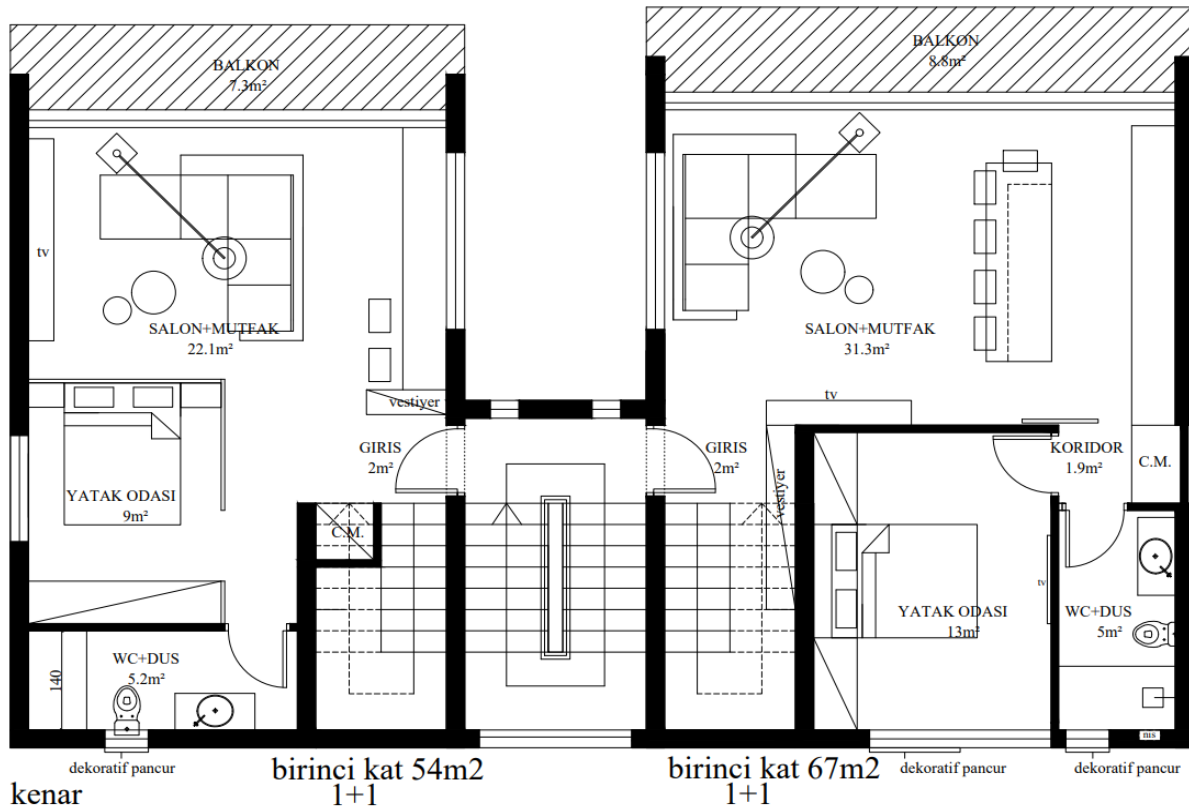 BALKON
7.3m²
BALKON
8.8m²
tv
SALON+MUTFAK
22.1m²
SALON+MUTFAK
31.3m²
vestiyer
tv
GIRIS
2m²
GIRIS
2m²
vestiyer
KORIDOR
1.9m²
C.M.
YATAK ODASI
9m²
C.M.
tv
YATAK ODASI
13m²
WC+DUS
5m²
WC+DUS
5.2m²
140
nis
dekoratif pancur
birinci kat 54m2
1+1
birinci kat 67m2
1+1
dekoratif pancur
dekoratif pancur
kenar